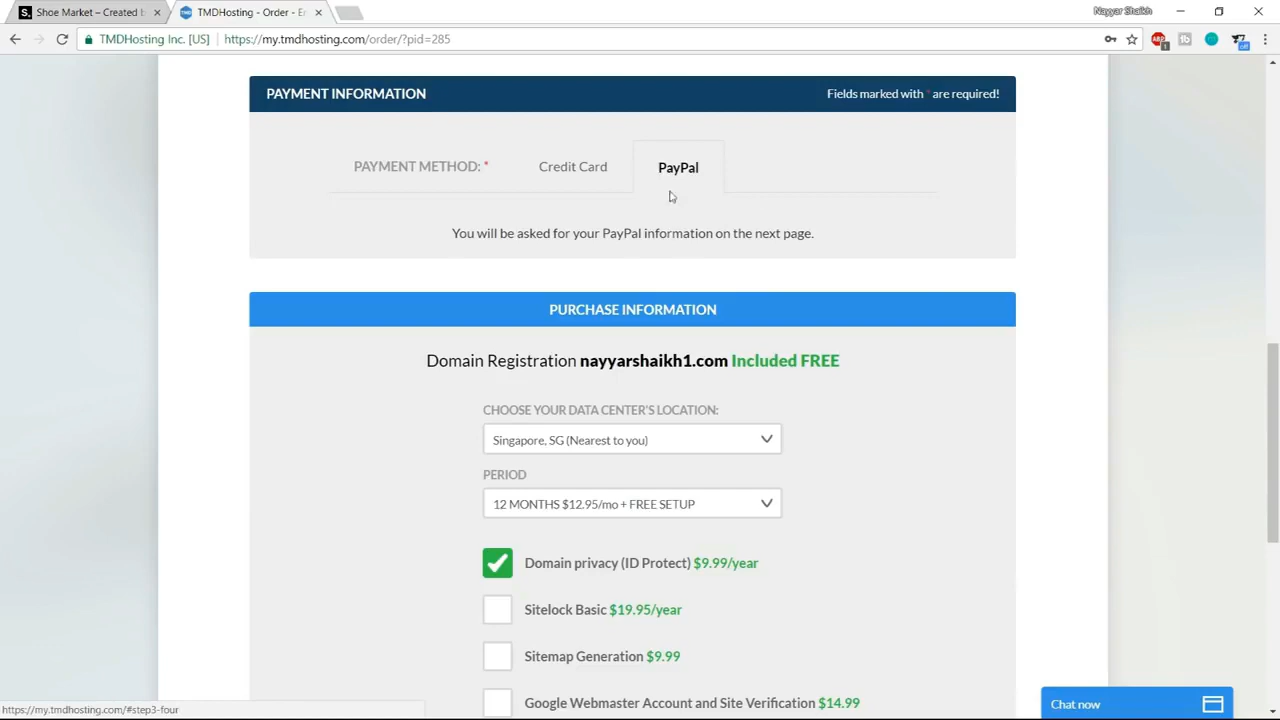 Shoe Market – Created b
TMDHosting - Order - E
Nayyar Shaikh
TMDHosting Inc. [US]
https://my.tmdhosting.com/order/?pid=285
PAYMENT INFORMATION
Fields marked with * are required!
PAYMENT METHOD: *
Credit Card
PayPal
You will be asked for your PayPal information on the next page.
PURCHASE INFORMATION
Domain Registration nayyarshaikh1.com Included FREE
CHOOSE YOUR DATA CENTER'S LOCATION:
Singapore, SG (Nearest to you)
PERIOD
12 MONTHS $12.95/mo + FREE SETUP
Domain privacy (ID Protect) $9.99/year
Sitelock Basic $19.95/year
Sitemap Generation $9.99
Google Webmaster Account and Site Verification $14.99
https://my.tmdhosting.com/#step3-four
Chat now